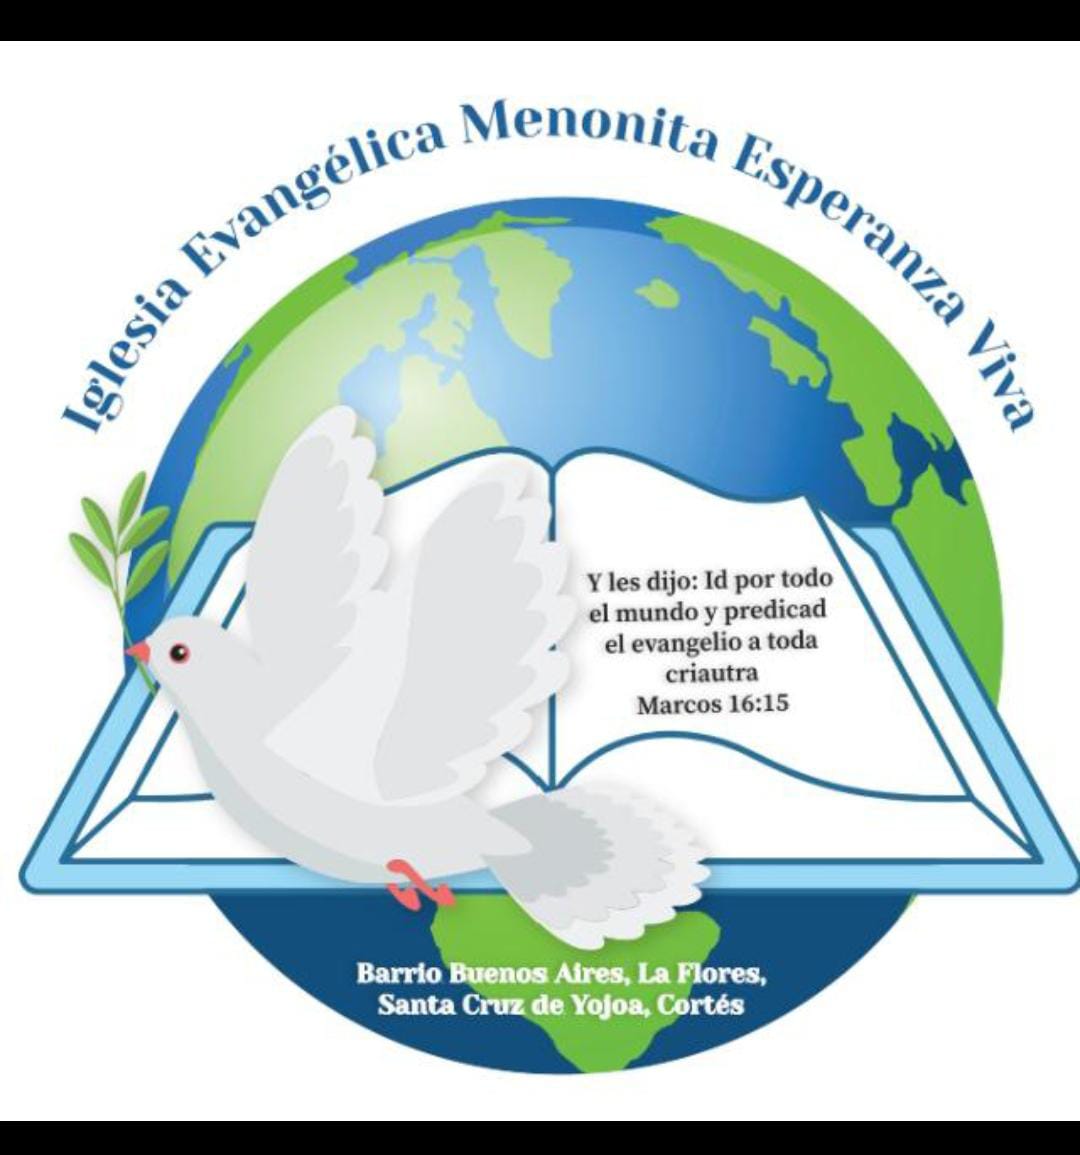 Iglesia Evangélica Menonita Esperanza Viva
Y les dijo: Id por todo
el mundo y predicad
el evangelio a toda
criautra
Marcos 16:15
Barrio Buenos Aires, La Flores,
Santa Cruz de Yojoa, Cortés